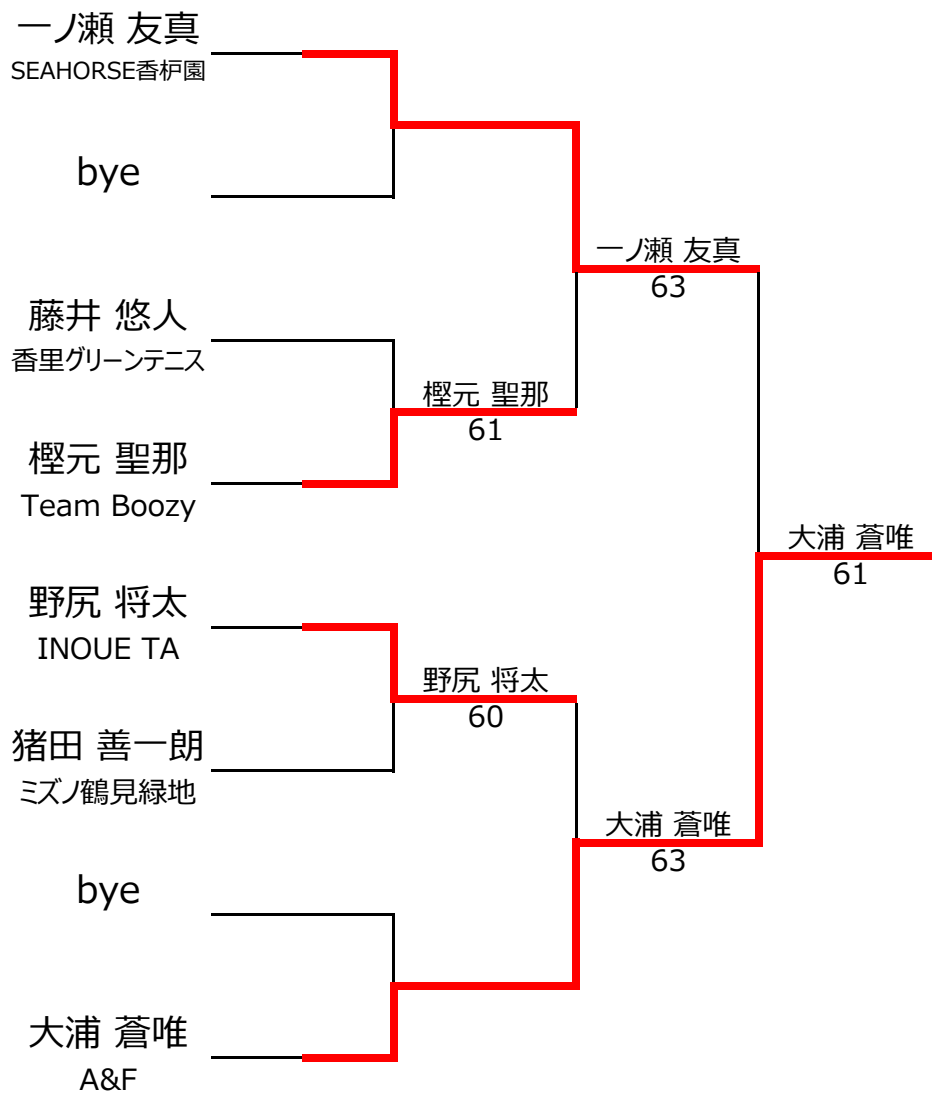 一ノ瀬 友真
SEAHORSE香枦園
bye
藤井 悠人
香里グリーンテニス
樫元 聖那
Team Boozy
野尻 将太
INOUE TA
猪田 善一朗
ミズノ鶴見緑地
bye
大浦 蒼唯
A&F
樫元 聖那
61
野尻 将太
60
一ノ瀬 友真
63
大浦 蒼唯
63
大浦 蒼唯
61